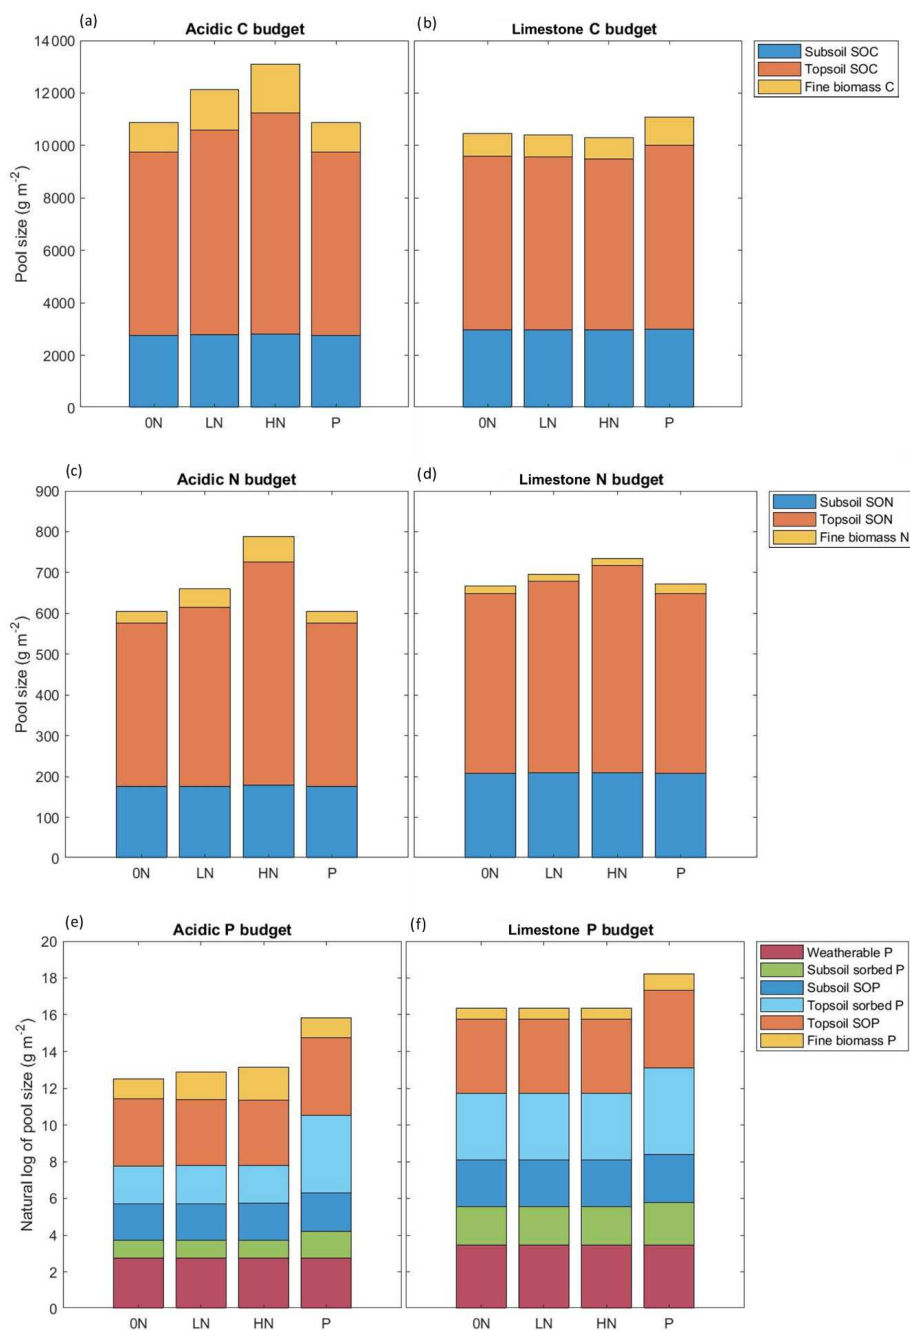 (a)
Acidic C budget
(b)
Limestone C budget
Pool size (g m-2)
14000
12000
10000
8000
6000
4000
2000
0
0N LN HN P
0N LN HN P
Subsoil SOC
Topsoil SOC
Fine biomass C
(c)
Acidic N budget
(d)
Limestone N budget
Pool size (g m-2)
900
800
700
600
500
400
300
200
100
0
0N LN HN P
0N LN HN P
Subsoil SON
Topsoil SON
Fine biomass N
(e)
Acidic P budget
(f)
Limestone P budget
Natural log of pool size (g m-2)
20
18
16
14
12
10
8
6
4
2
0
0N LN HN P
0N LN HN P
Weatherable P
Subsoil sorbed P
Subsoil SOP
Topsoil sorbed P
Topsoil SOP
Fine biomass P